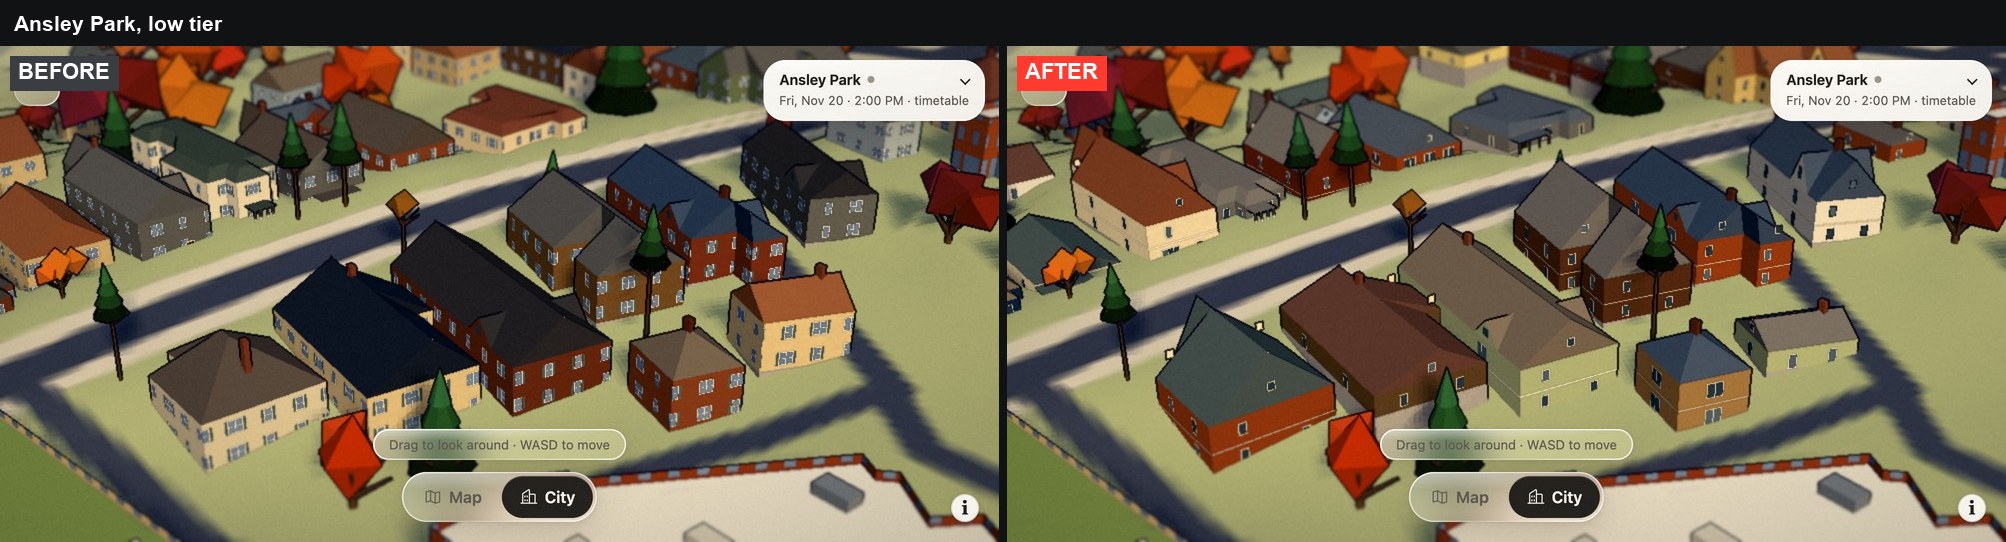 Ansley Park, low tier
BEFORE
Ansley Park
Fri, Nov 20 · 2:00 PM · timetable
Drag to look around · WASD to move
Map
City
i
AFTER
Ansley Park
Fri, Nov 20 · 2:00 PM · timetable
Drag to look around · WASD to move
Map
City
i